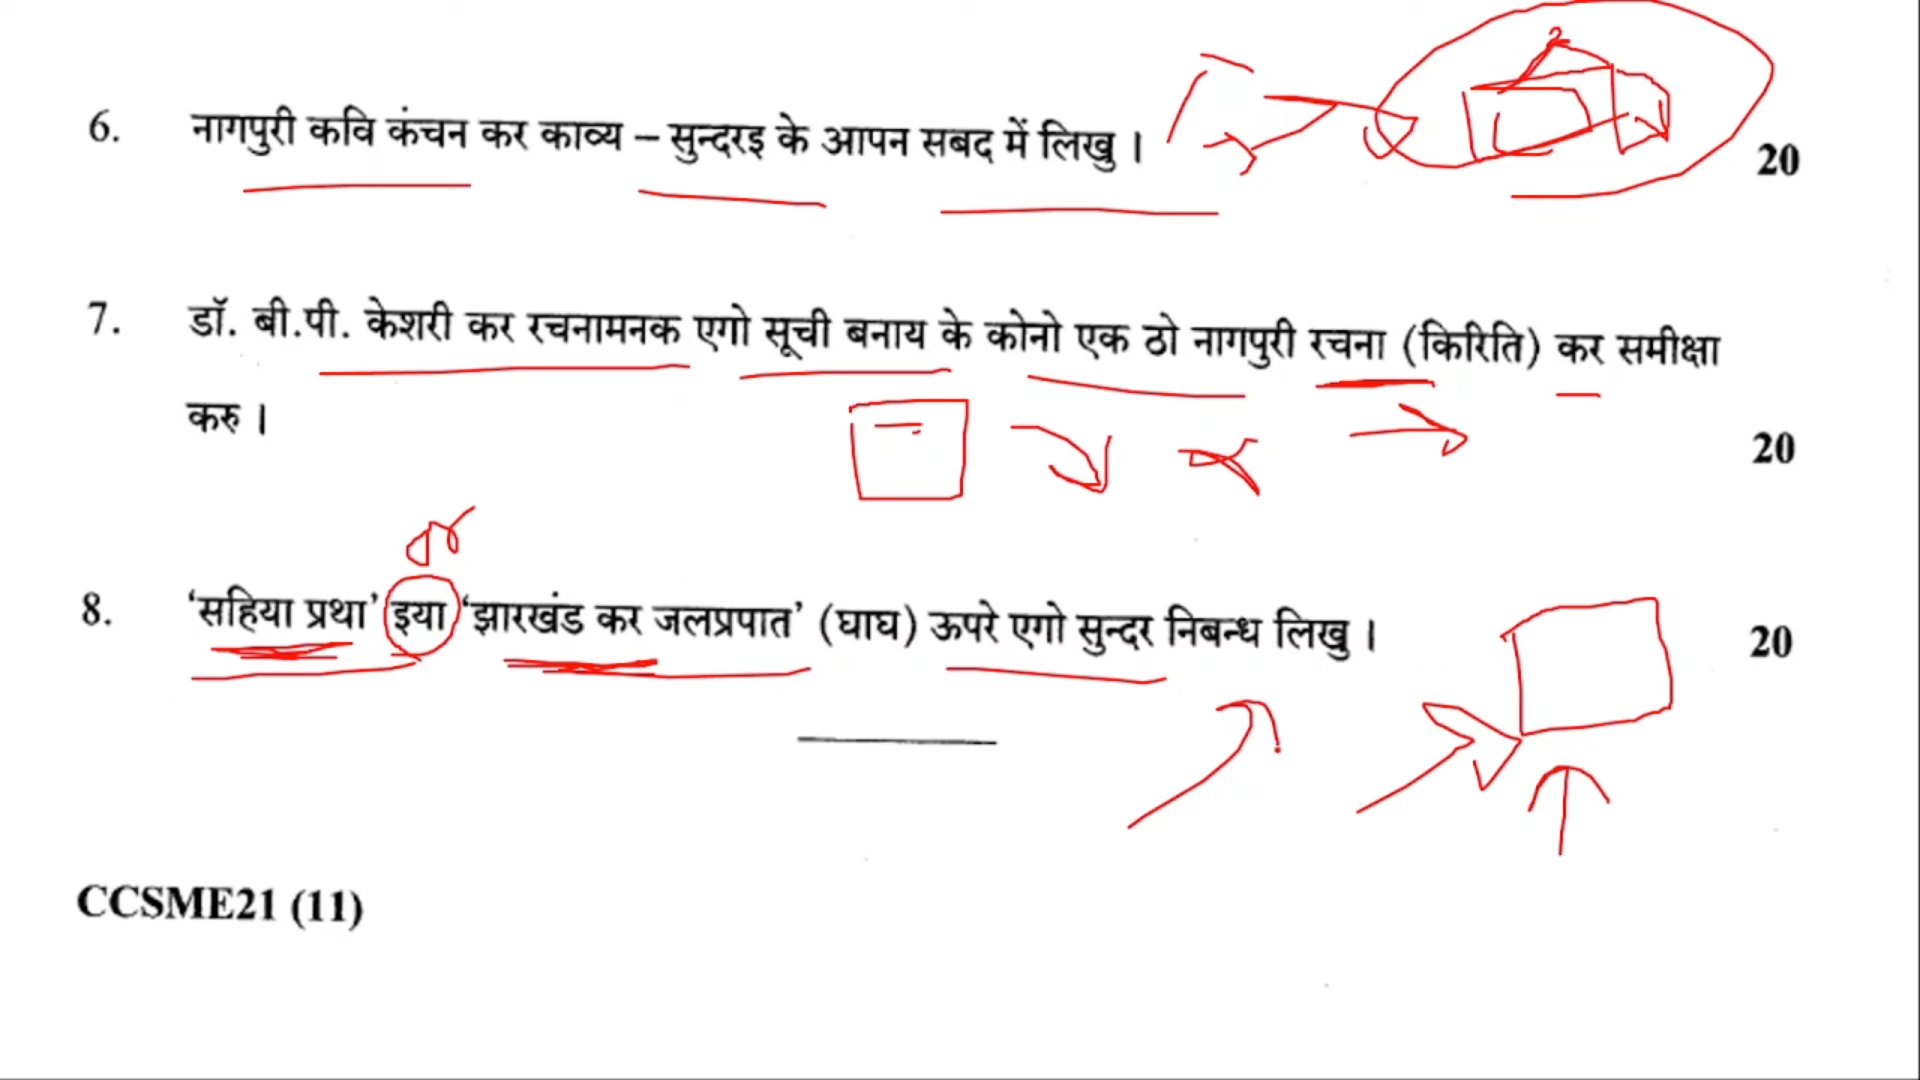 6. नागपुरी कवि कंचन कर काव्य – सुन्दरइ के आपन सबद में लिखु । 20
7. डॉ. बी.पी. केशरी कर रचनामनक एगो सूची बनाय के कोनो एक ठो नागपुरी रचना (किरिति) कर समीक्षा
करु । 20
8. ‘सहिया प्रथा’ इया ‘झारखंड कर जलप्रपात’ (घाघ) ऊपरे एगो सुन्दर निबन्ध लिखु । 20
CCSME21 (11)